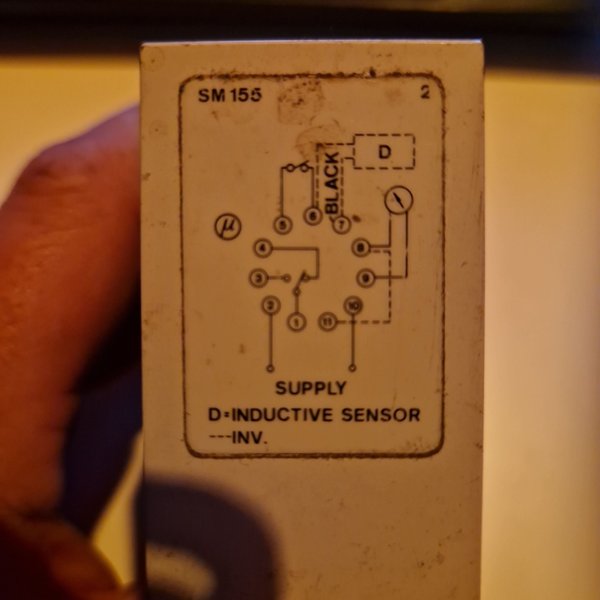 SM 155 2
D
BLACK
6
5 7
μ
4 8
3 9
2 10
1 11
SUPPLY
D=INDUCTIVE SENSOR
---INV.